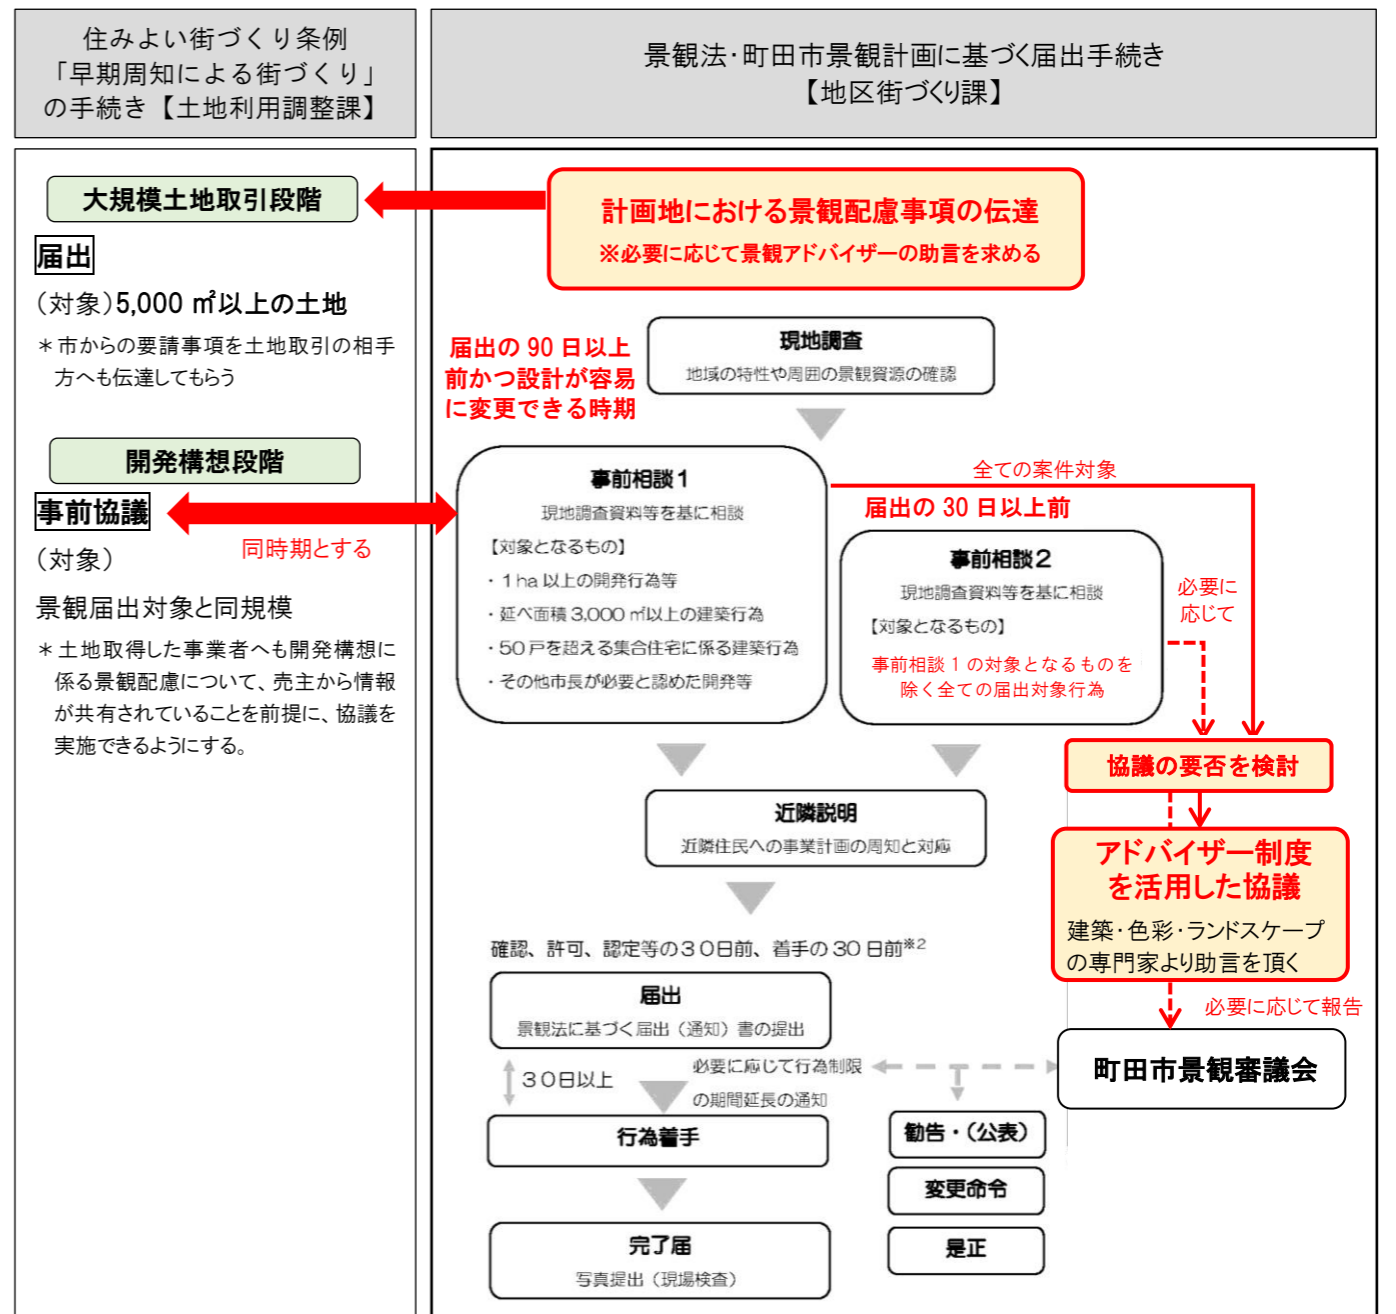 住みよい街づくり条例
「早期周知による街づくり」
の手続き【土地利用調整課】
景観法・町田市景観計画に基づく届出手続き
【地区街づくり課】
大規模土地取引段階
届出
（対象）5,000 ㎡以上の土地
＊市からの要請事項を土地取引の相手
方へも伝達してもらう
開発構想段階
事前協議
同時期とする
（対象）
景観届出対象と同規模
＊土地取得した事業者へも開発構想に
係る景観配慮について、売主から情報
が共有されていることを前提に、協議を
実施できるようにする。
計画地における景観配慮事項の伝達
※必要に応じて景観アドバイザーの助言を求める
現地調査
地域の特性や周囲の景観資源の確認
届出の 90 日以上
前かつ設計が容易
に変更できる時期
事前相談１
現地調査資料等を基に相談
【対象となるもの】
・１ha 以上の開発行為等
・延べ面積 3,000 ㎡以上の建築行為
・50 戸を超える集合住宅に係る建築行為
・その他市長が必要と認めた開発等
全ての案件対象
届出の 30 日以上前
事前相談２
現地調査資料等を基に相談
【対象となるもの】
事前相談 1 の対象となるものを
除く全ての届出対象行為
必要に
応じて
協議の要否を検討
近隣説明
近隣住民への事業計画の周知と対応
アドバイザー制度
を活用した協議
建築・色彩・ランドスケープ
の専門家より助言を頂く
確認、許可、認定等の３０日前、着手の 30 日前※2
届出
景観法に基づく届出（通知）書の提出
必要に応じて報告
町田市景観審議会
３０日以上
必要に応じて行為制限
の期間延長の通知
行為着手
勧告・（公表）
変更命令
是正
完了届
写真提出（現場検査）